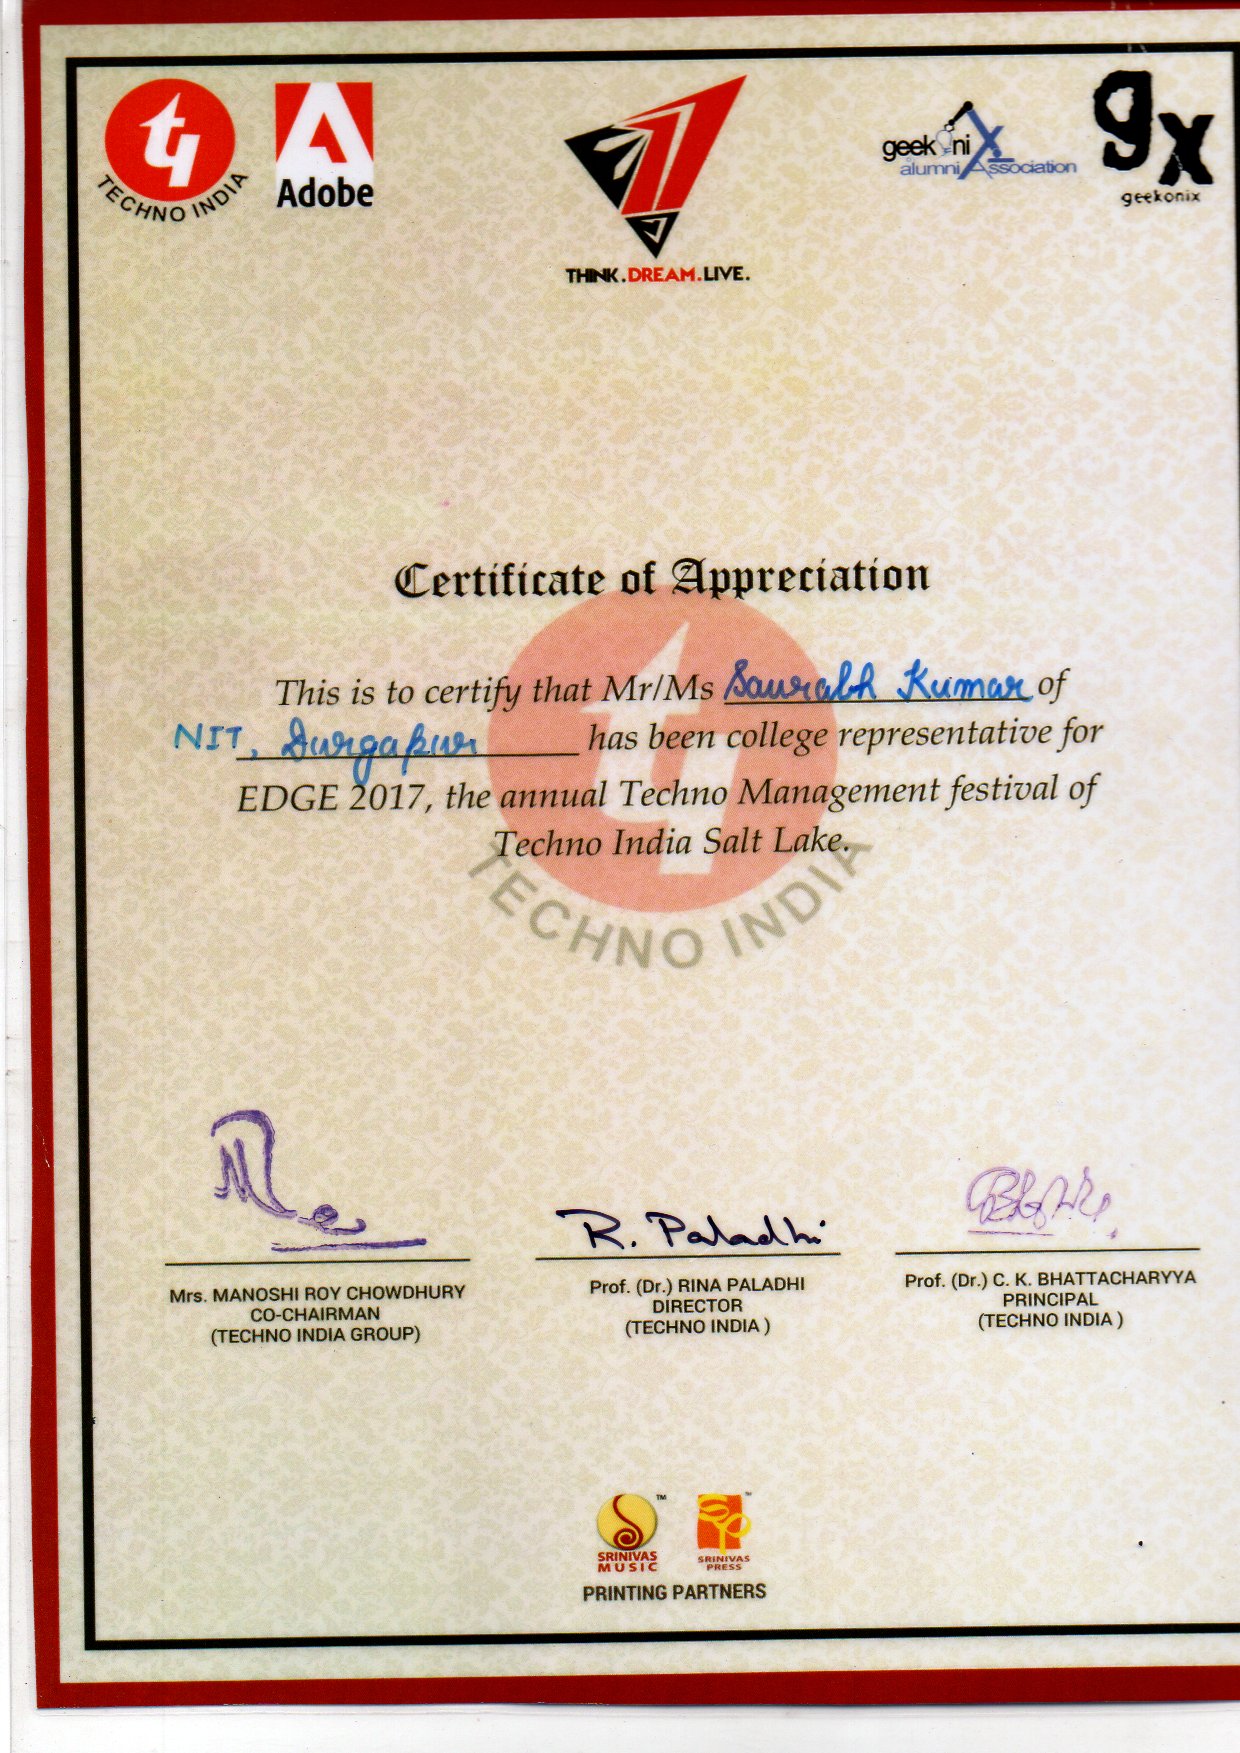 TECHNO INDIA
Adobe
THINK.DREAM.LIVE.
geekonix
alumni Association
gx
geekonix
Certificate of Appreciation
This is to certify that Mr/Ms Saurabh Kumar of
NIT, Durgapur has been college representative for
EDGE 2017, the annual Techno Management festival of
Techno India Salt Lake.
TECHNO INDIA
R. Paladhi
Mrs. MANOSHI ROY CHOWDHURY
CO-CHAIRMAN
(TECHNO INDIA GROUP)
Prof. (Dr.) RINA PALADHI
DIRECTOR
(TECHNO INDIA )
Prof. (Dr.) C. K. BHATTACHARYYA
PRINCIPAL
(TECHNO INDIA )
SRINIVAS
MUSIC
TM
SRINIVAS
PRESS
TM
PRINTING PARTNERS